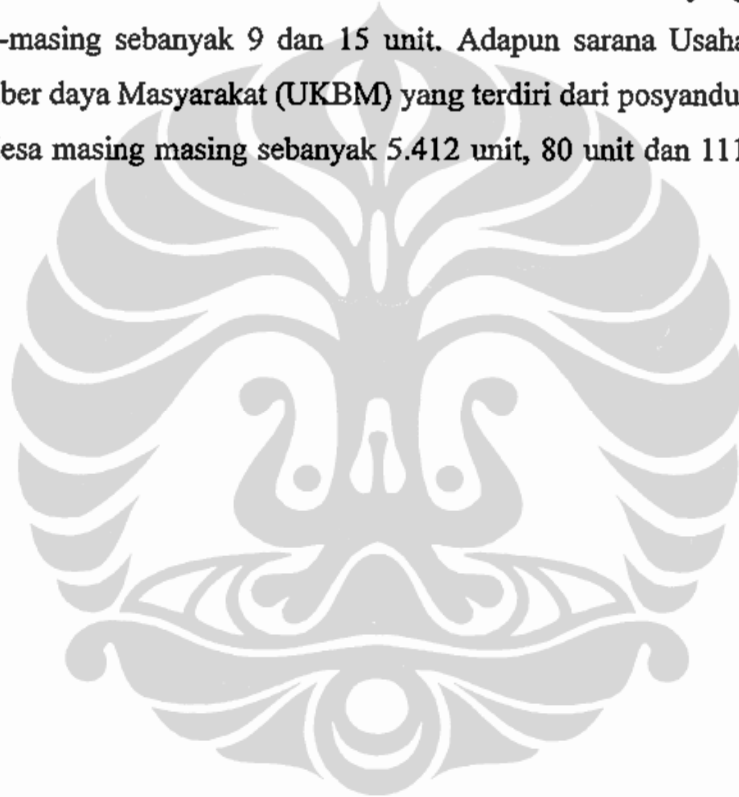 -masing sebanyak 9 dan 15 unit. Adapun sarana Usaha
ber daya Masyarakat (UKBM) yang terdiri dari posyandu
esa masing masing sebanyak 5.412 unit, 80 unit dan 111